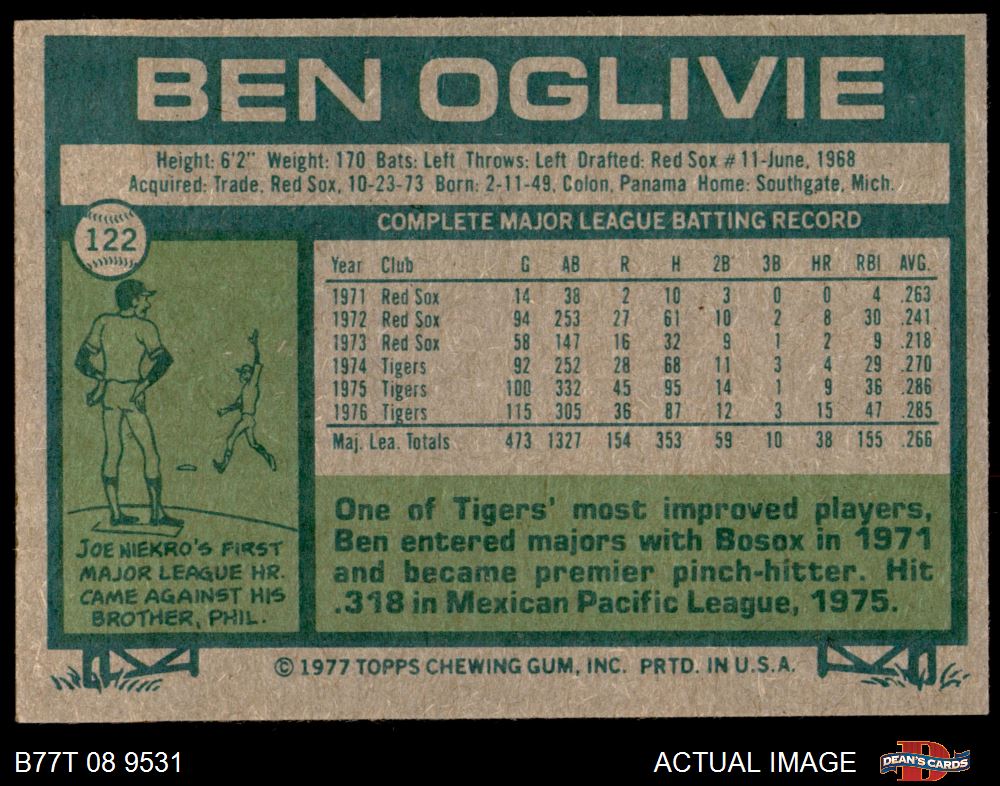 BEN OGLIVIE
Height: 6'2" Weight: 170 Bats: Left Throws: Left Drafted: Red Sox #11-June, 1968
Acquired: Trade, Red Sox, 10-23-73 Born: 2-11-49, Colon, Panama Home: Southgate, Mich.
122
COMPLETE MAJOR LEAGUE BATTING RECORD
Year Club G AB R H 2B 3B HR RBI AVG.
1971 Red Sox 14 38 2 10 3 0 0 4 .263
1972 Red Sox 94 253 27 61 10 2 8 30 .241
1973 Red Sox 58 147 16 32 9 1 2 9 .218
1974 Tigers 92 252 28 68 11 3 4 29 .270
1975 Tigers 100 332 45 95 14 1 9 36 .286
1976 Tigers 115 305 36 87 12 3 15 47 .285
Maj. Lea. Totals 473 1327 154 353 59 10 38 155 .266
JOE NIEKRO'S FIRST
MAJOR LEAGUE HR.
CAME AGAINST HIS
BROTHER, PHIL.
One of Tigers' most improved players,
Ben entered majors with Bosox in 1971
and became premier pinch-hitter. Hit
.318 in Mexican Pacific League, 1975.
© 1977 TOPPS CHEWING GUM, INC. PRTD. IN U.S.A.
B77T 08 9531
ACTUAL IMAGE
D
DEAN'S CARDS